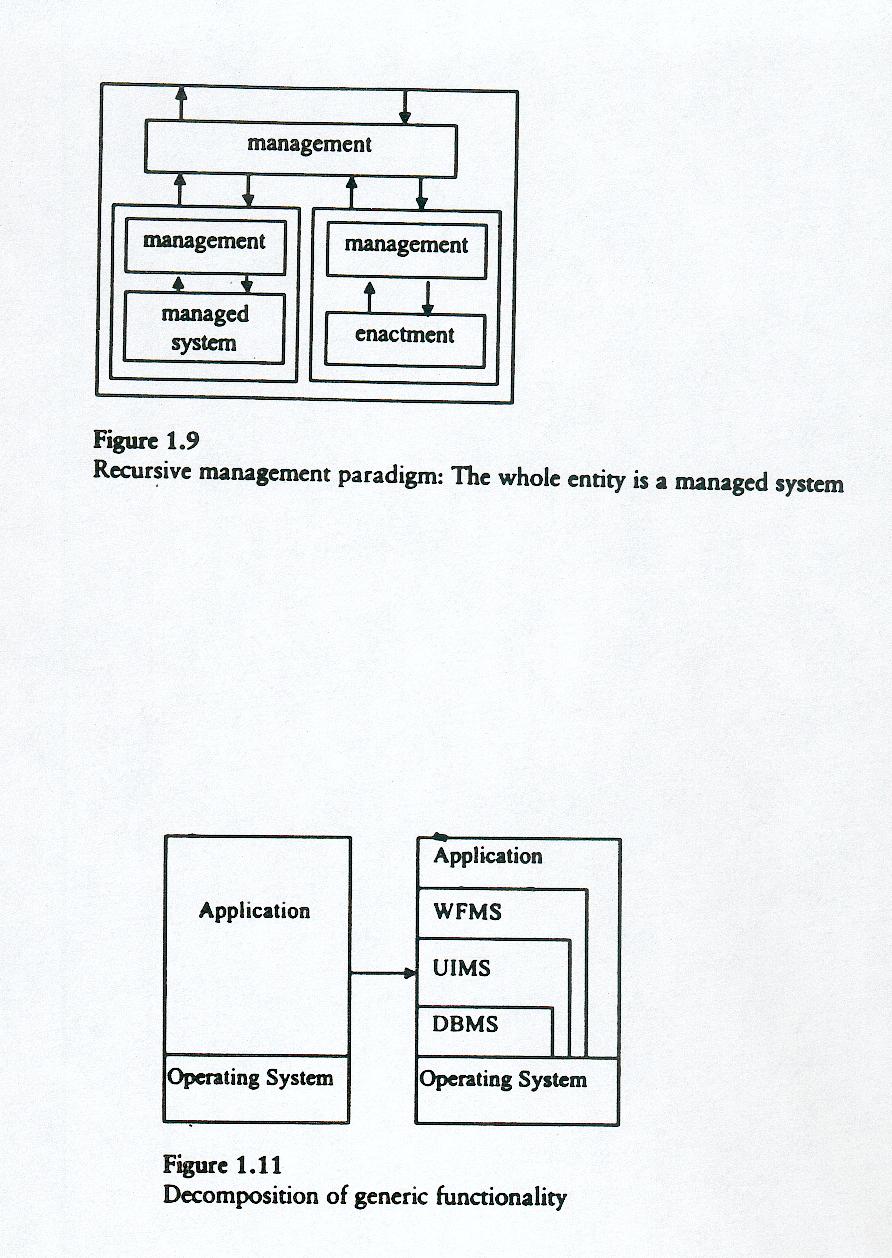 management
management
managed
system
management
enactment
Figure 1.9
Recursive management paradigm: The whole entity is a managed system
Application
Operating System
Application
WFMS
UIMS
DBMS
Operating System
Figure 1.11
Decomposition of generic functionality